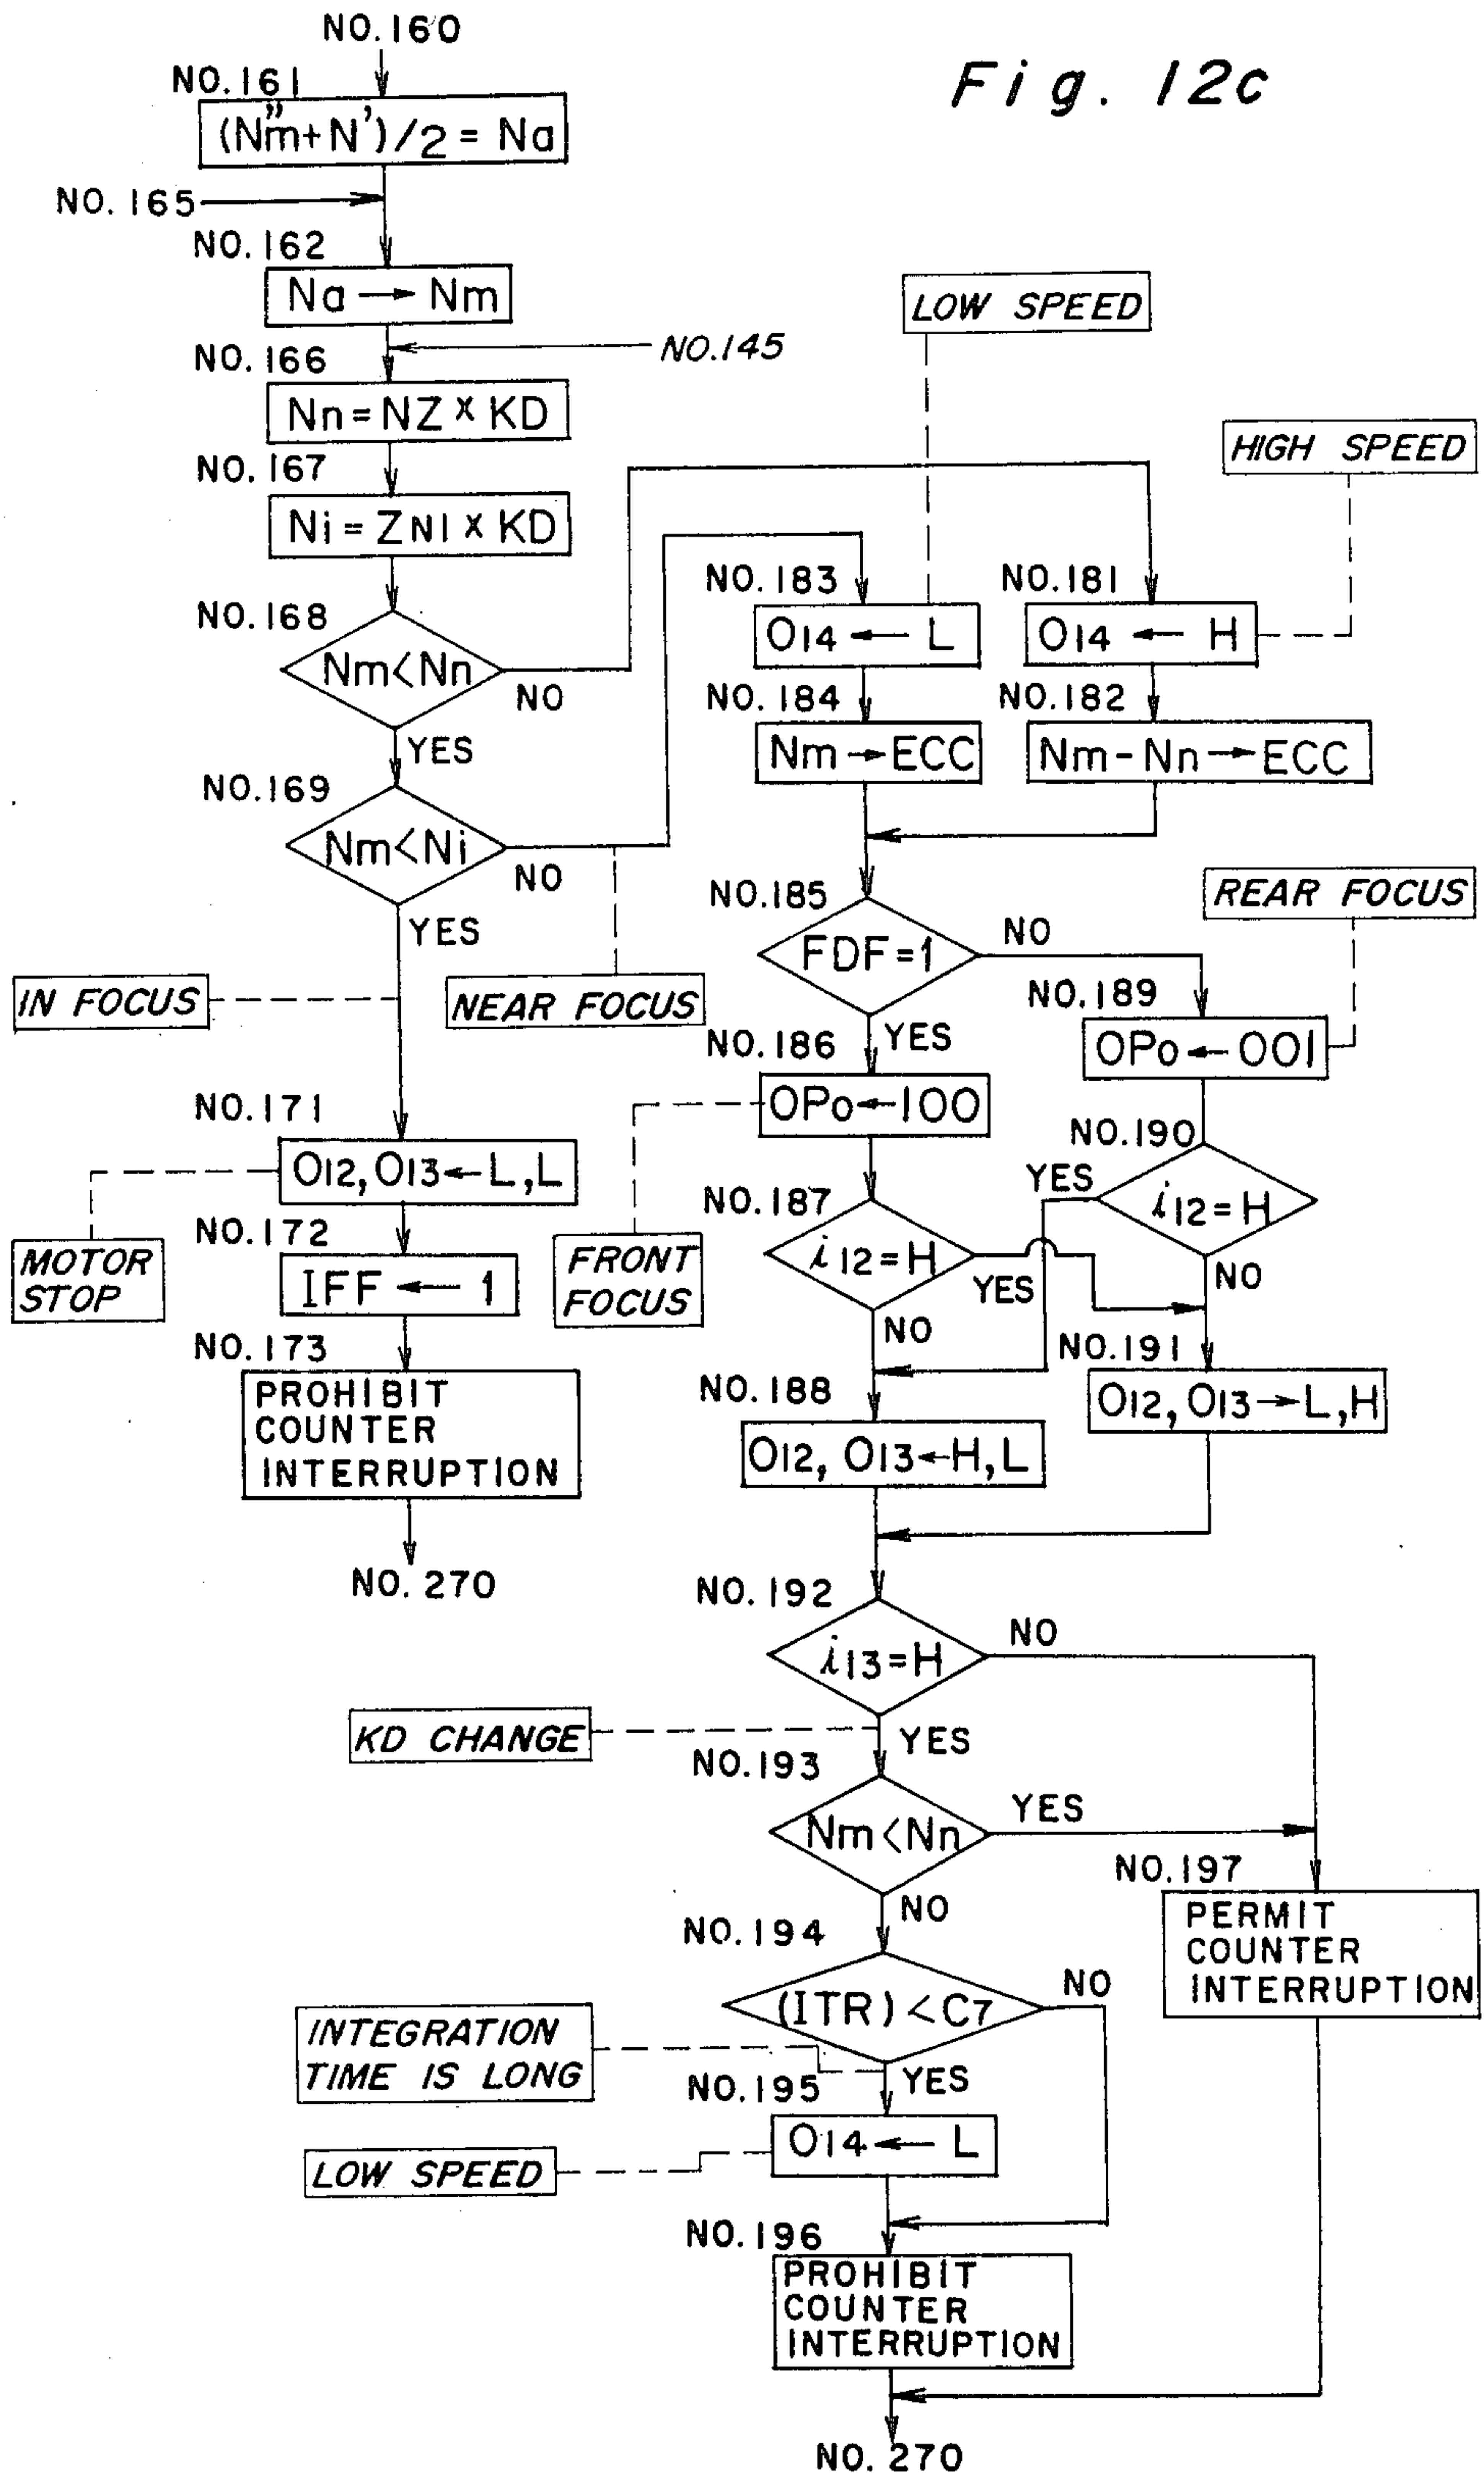 Fig. 12c
NO.160
NO.161
(Nm''+N')/2 = Na
NO. 165
NO.162
Na → Nm
NO.145
NO.166
Nn = NZ × KD
NO.167
Ni = ZNI × KD
NO.168
Nm<Nn
NO
YES
NO.169
Nm<Ni
NO
YES
IN FOCUS
NEAR FOCUS
NO.171
O12, O13←L,L
MOTOR
STOP
NO.172
IFF ← 1
NO.173
PROHIBIT
COUNTER
INTERRUPTION
NO. 270
LOW SPEED
HIGH SPEED
NO.183
O14 ← L
NO.181
O14 ← H
NO. 184
Nm→ECC
NO.182
Nm-Nn→ECC
NO.185
FDF=1
NO
YES
REAR FOCUS
NO.189
OPo←001
NO.186
OPo←100
FRONT
FOCUS
NO.190
i12=H
YES
NO
NO.187
i12=H
YES
NO
NO.191
O12, O13→L,H
NO.188
O12, O13←H,L
NO.192
i13=H
NO
YES
KD CHANGE
NO.193
Nm<Nn
YES
NO
NO.197
PERMIT
COUNTER
INTERRUPTION
NO.194
(ITR) <C7
NO
YES
INTEGRATION
TIME IS LONG
NO.195
O14← L
LOW SPEED
NO.196
PROHIBIT
COUNTER
INTERRUPTION
NO. 270